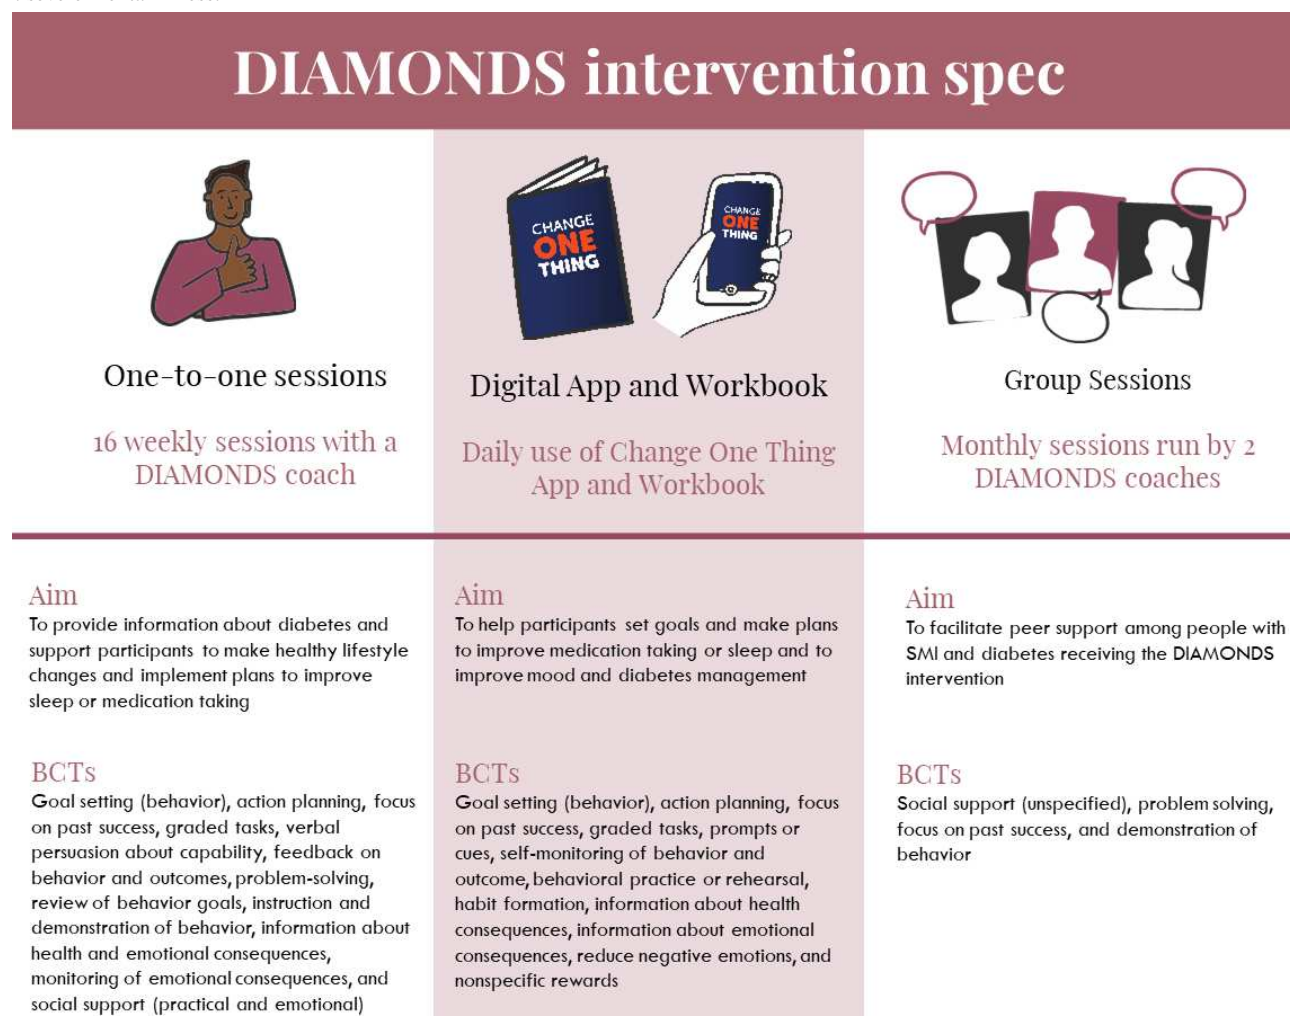 DIAMONDS intervention spec
CHANGE
ONE
THING
CHANGE
ONE
THING
One-to-one sessions
16 weekly sessions with a
DIAMONDS coach
Digital App and Workbook
Daily use of Change One Thing
App and Workbook
Group Sessions
Monthly sessions run by 2
DIAMONDS coaches
Aim
To provide information about diabetes and
support participants to make healthy lifestyle
changes and implement plans to improve
sleep or medication taking
BCTs
Goal setting (behavior), action planning, focus
on past success, graded tasks, verbal
persuasion about capability, feedback on
behavior and outcomes, problem-solving,
review of behavior goals, instruction and
demonstration of behavior, information about
health and emotional consequences,
monitoring of emotional consequences, and
social support (practical and emotional)
Aim
To help participants set goals and make plans
to improve medication taking or sleep and to
improve mood and diabetes management
BCTs
Goal setting (behavior), action planning, focus
on past success, graded tasks, prompts or
cues, self-monitoring of behavior and
outcome, behavioral practice or rehearsal,
habit formation, information about health
consequences, information about emotional
consequences, reduce negative emotions, and
nonspecific rewards
Aim
To facilitate peer support among people with
SMI and diabetes receiving the DIAMONDS
intervention
BCTs
Social support (unspecified), problem solving,
focus on past success, and demonstration of
behavior